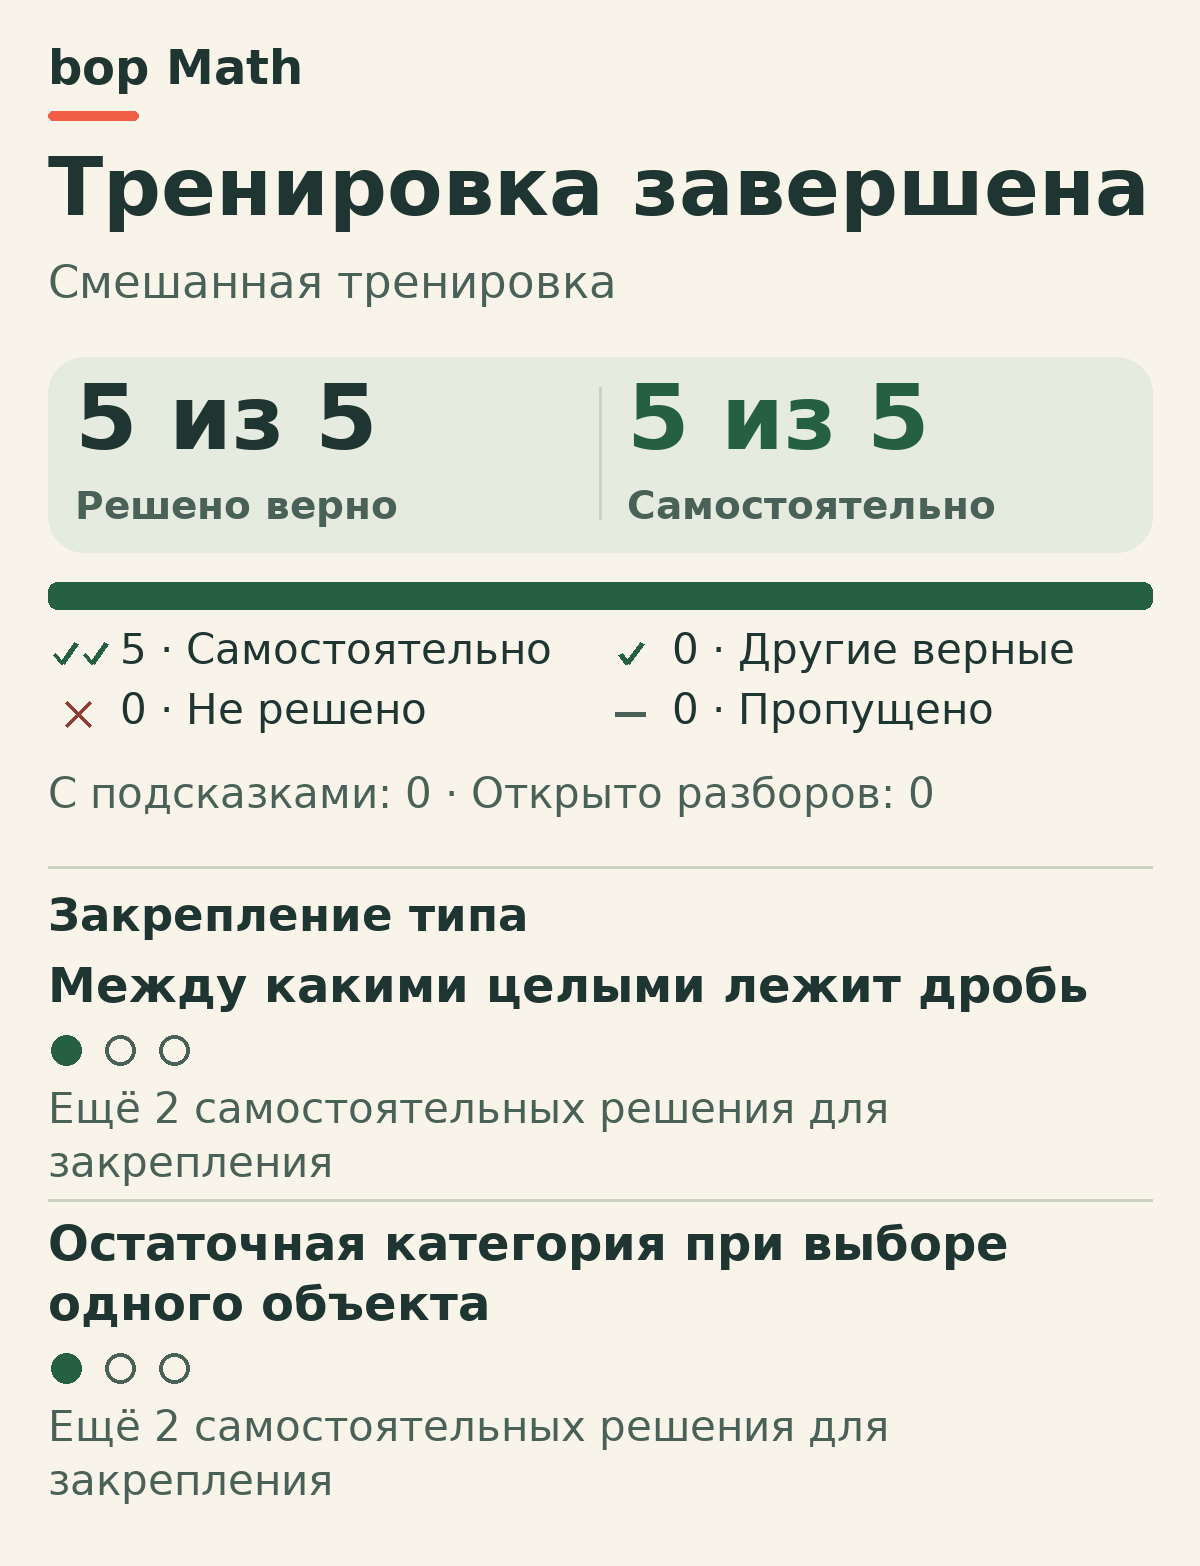 bop Math
Тренировка завершена
Смешанная тренировка
5 из 5
Решено верно
5 из 5
Самостоятельно
5 · Самостоятельно
0 · Другие верные
0 · Не решено
0 · Пропущено
С подсказками: 0 · Открыто разборов: 0
Закрепление типа
Между какими целыми лежит дробь
Ещё 2 самостоятельных решения для
закрепления
Остаточная категория при выборе
одного объекта
Ещё 2 самостоятельных решения для
закрепления